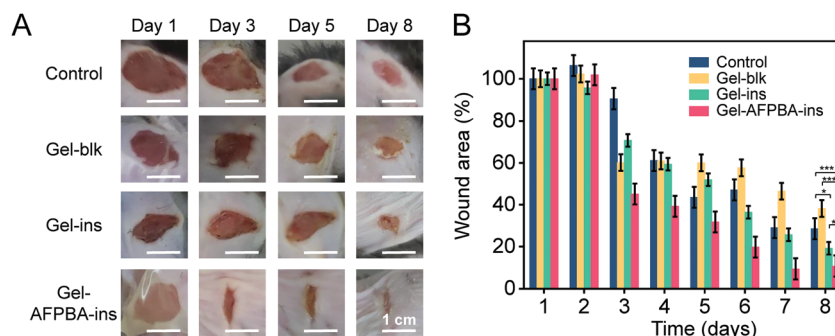 A
Day 1 Day 3 Day 5 Day 8
Control
Gel-blk
Gel-ins
Gel-
AFPBA-ins
1 cm
B
Wound area (%)
100
80
60
40
20
0
Control
Gel-blk
Gel-ins
Gel-AFPBA-ins
***
***
*
*
1 2 3 4 5 6 7 8
Time (days)